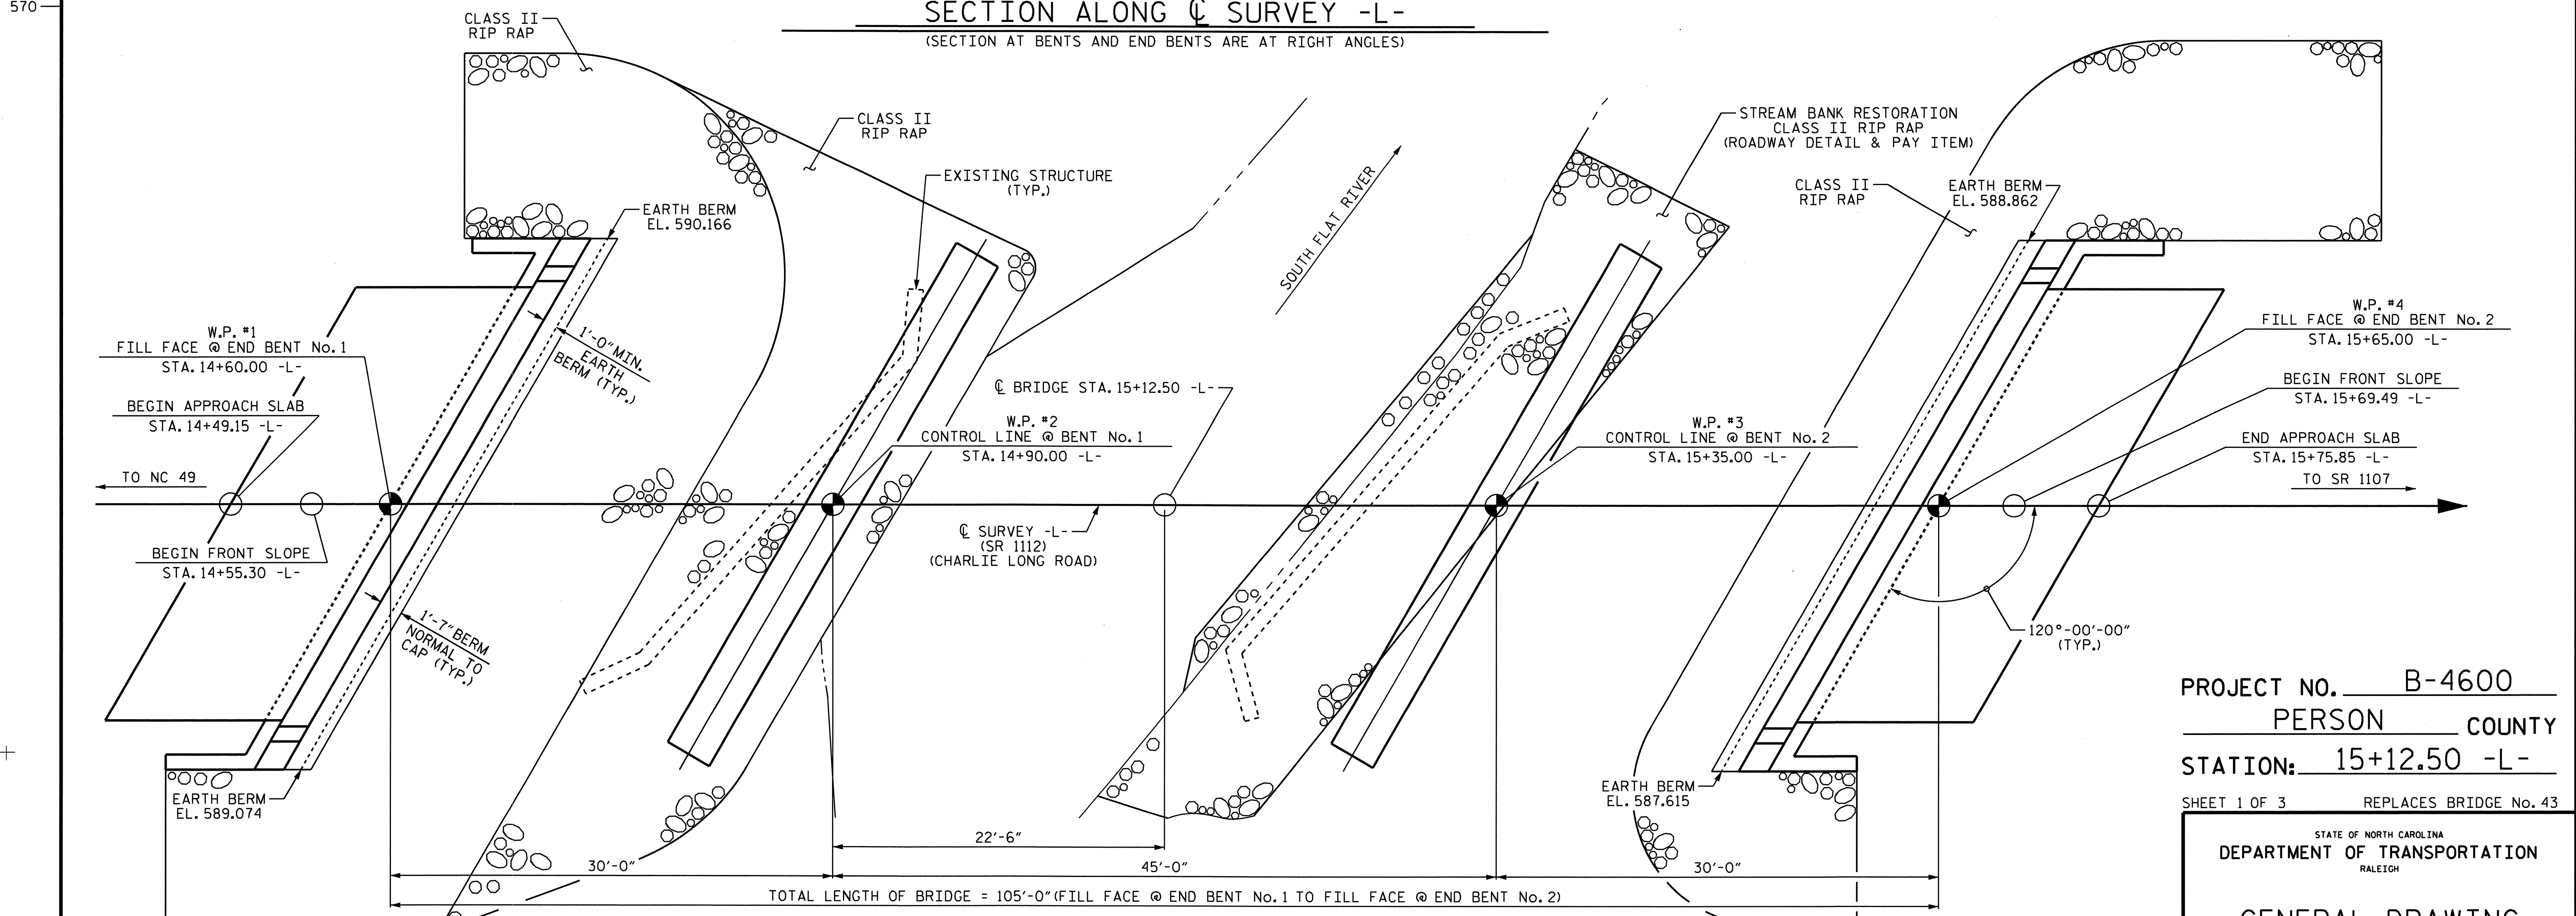 570
SECTION ALONG ℄ SURVEY -L-
(SECTION AT BENTS AND END BENTS ARE AT RIGHT ANGLES)
CLASS II
RIP RAP
CLASS II
RIP RAP
EXISTING STRUCTURE
(TYP.)
EARTH BERM
EL. 590.166
SOUTH FLAT RIVER
STREAM BANK RESTORATION
CLASS II RIP RAP
(ROADWAY DETAIL & PAY ITEM)
CLASS II
RIP RAP
EARTH BERM
EL. 588.862
W.P. #1
FILL FACE @ END BENT No. 1
STA. 14+60.00 -L-
1'-0" MIN.
EARTH
BERM (TYP.)
BEGIN APPROACH SLAB
STA. 14+49.15 -L-
TO NC 49
BEGIN FRONT SLOPE
STA. 14+55.30 -L-
1'-7" BERM
NORMAL TO
CAP (TYP.)
EARTH BERM
EL. 589.074
℄ BRIDGE STA. 15+12.50 -L-
W.P. #2
CONTROL LINE @ BENT No. 1
STA. 14+90.00 -L-
℄ SURVEY -L-
(SR 1112)
(CHARLIE LONG ROAD)
W.P. #3
CONTROL LINE @ BENT No. 2
STA. 15+35.00 -L-
W.P. #4
FILL FACE @ END BENT No. 2
STA. 15+65.00 -L-
BEGIN FRONT SLOPE
STA. 15+69.49 -L-
END APPROACH SLAB
STA. 15+75.85 -L-
TO SR 1107
120°-00'-00"
(TYP.)
EARTH BERM
EL. 587.615
22'-6"
30'-0"
45'-0"
30'-0"
TOTAL LENGTH OF BRIDGE = 105'-0" (FILL FACE @ END BENT No. 1 TO FILL FACE @ END BENT No. 2)
PROJECT NO. B-4600
PERSON COUNTY
STATION: 15+12.50 -L-
SHEET 1 OF 3 REPLACES BRIDGE No. 43
STATE OF NORTH CAROLINA
DEPARTMENT OF TRANSPORTATION
RALEIGH
GENERAL DRAWING